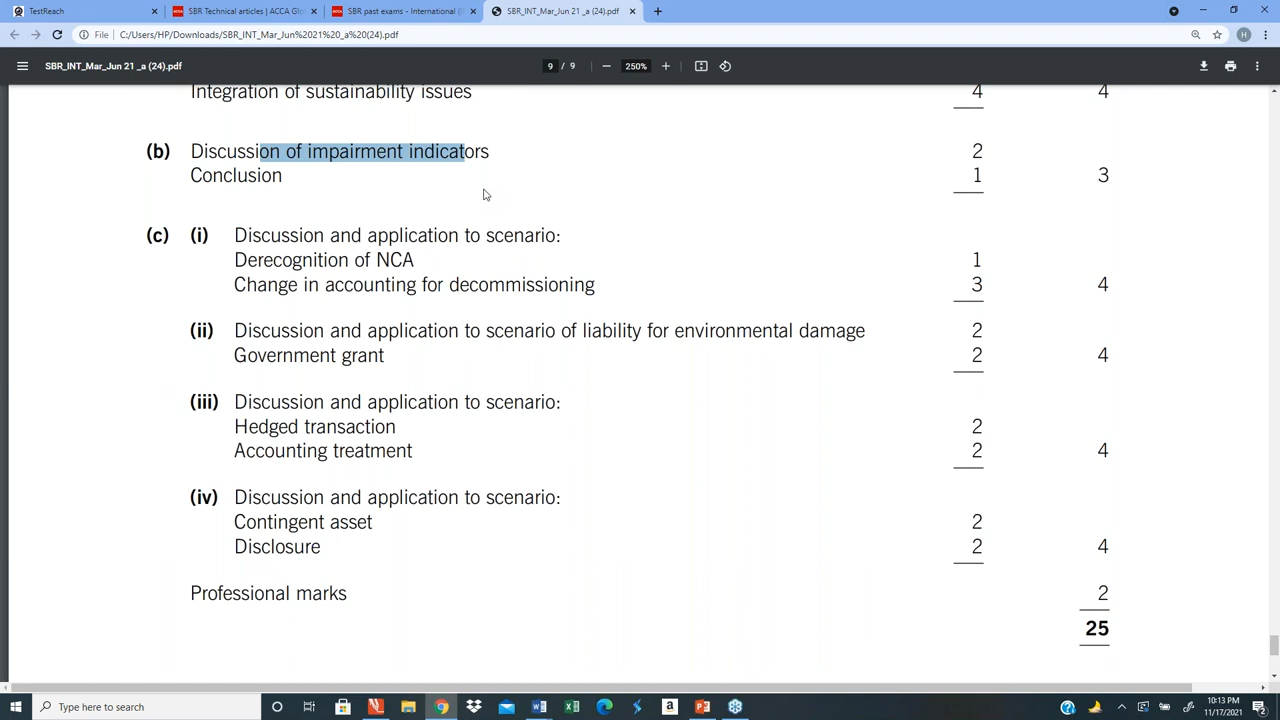 TestReach
SBR Technical articles | ACCA Glo
SBR past exams - International (I
SBR_INT_Mar_Jun 21 _a (24).pdf
File
C:/Users/HP/Downloads/SBR_INT_Mar_Jun%2021%20_a%20(24).pdf
H
SBR_INT_Mar_Jun 21 _a (24).pdf
9 / 9
250%
Integration of sustainability issues 4 4
(b) Discussion of impairment indicators 2
Conclusion 1 3
(c) (i) Discussion and application to scenario:
Derecognition of NCA 1
Change in accounting for decommissioning 3 4
(ii) Discussion and application to scenario of liability for environmental damage 2
Government grant 2 4
(iii) Discussion and application to scenario:
Hedged transaction 2
Accounting treatment 2 4
(iv) Discussion and application to scenario:
Contingent asset 2
Disclosure 2 4
Professional marks 2
25
Type here to search
10:13 PM
11/17/2021